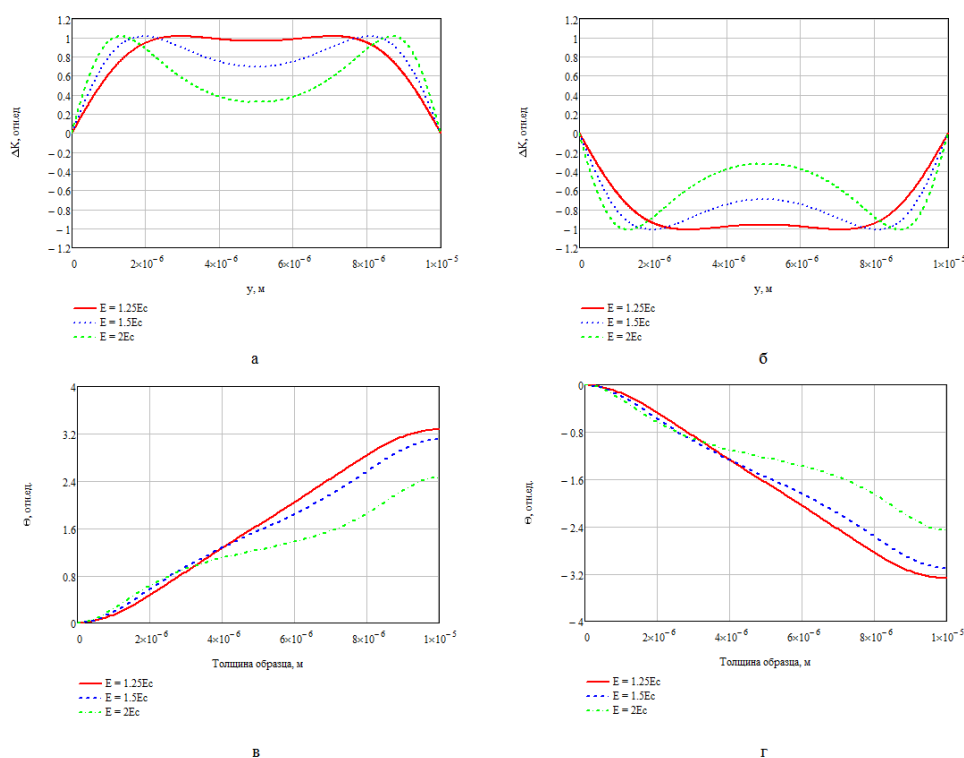 1.2
1
0.8
0.6
0.4
0.2
0
− 0.2
− 0.4
− 0.6
− 0.8
− 1
− 1.2
ΔK, отн.ед
2×10⁻⁶ 4×10⁻⁶ 6×10⁻⁶ 8×10⁻⁶ 1×10⁻⁵
y, м
E = 1.25Ec
E = 1.5Ec
E = 2Ec
а
1.2
1
0.8
0.6
0.4
0.2
0
− 0.2
− 0.4
− 0.6
− 0.8
− 1
− 1.2
ΔK, отн.ед
2×10⁻⁶ 4×10⁻⁶ 6×10⁻⁶ 8×10⁻⁶ 1×10⁻⁵
y, м
E = 1.25Ec
E = 1.5Ec
E = 2Ec
б
4
3.2
2.4
1.6
0.8
0
Θ, отн.ед.
0 2×10⁻⁶ 4×10⁻⁶ 6×10⁻⁶ 8×10⁻⁶ 1×10⁻⁵
Толщина образца, м
E = 1.25Ec
E = 1.5Ec
E = 2Ec
в
0
− 0.8
− 1.6
− 2.4
− 3.2
− 4
Θ, отн.ед.
0 2×10⁻⁶ 4×10⁻⁶ 6×10⁻⁶ 8×10⁻⁶ 1×10⁻⁵
Толщина образца, м
E = 1.25Ec
E = 1.5Ec
E = 2Ec
г